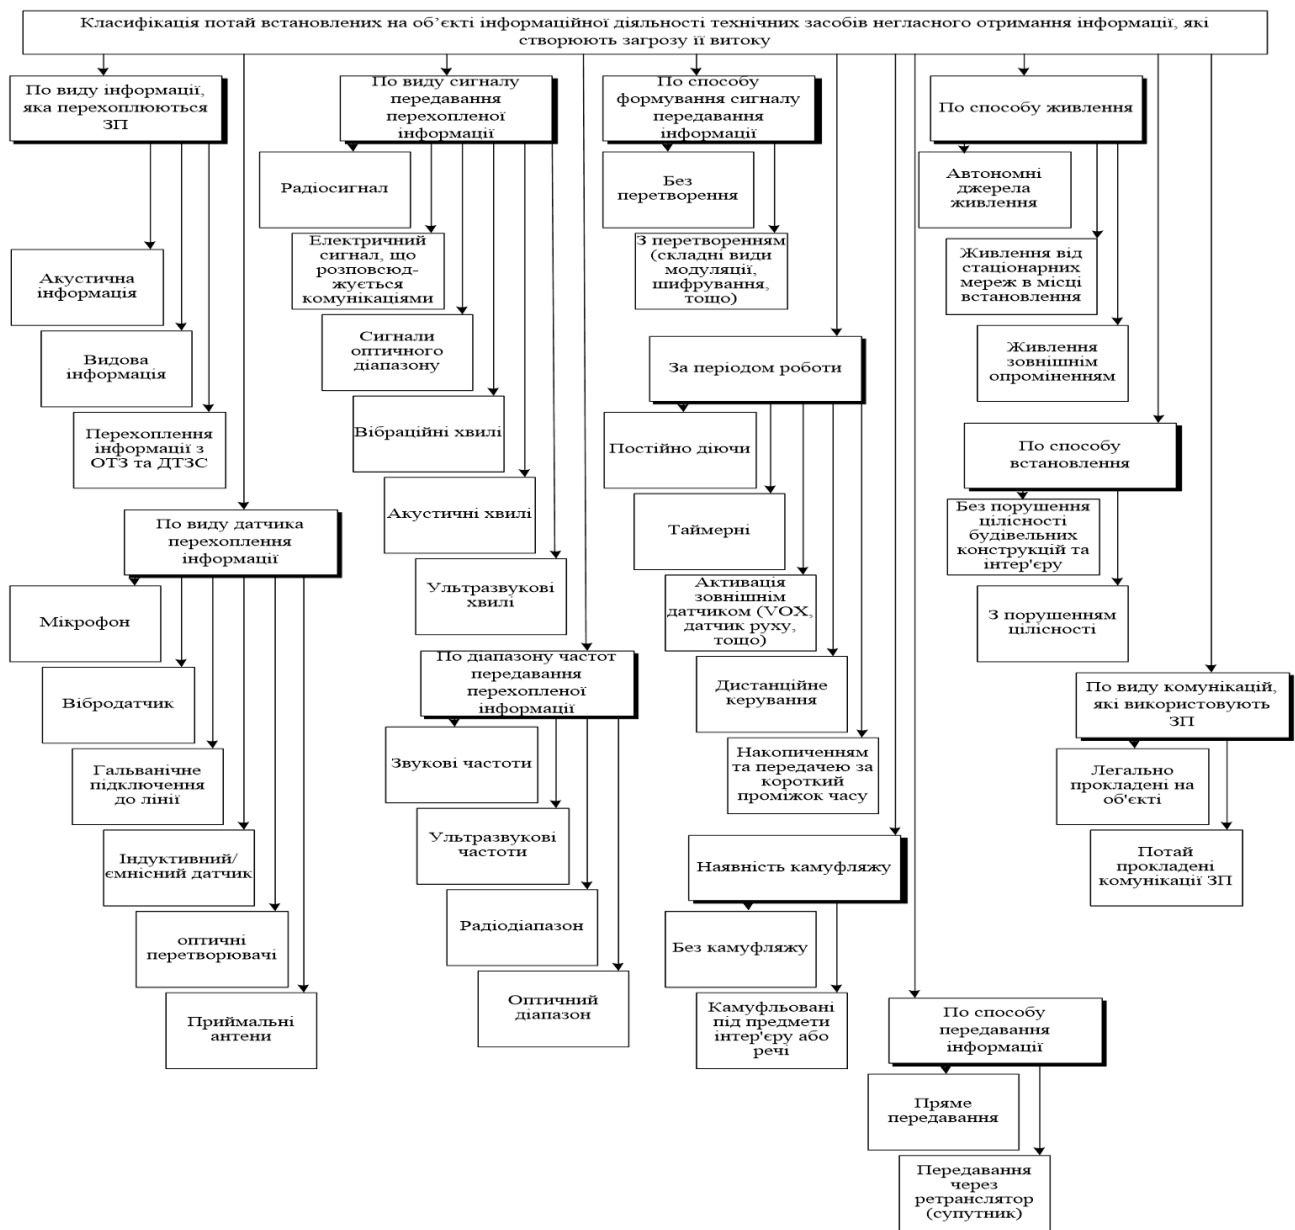 Класифікація потай встановлених на об’єкті інформаційної діяльності технічних засобів негласного отримання інформації, які
створюють загрозу її витоку
По виду інформації,
яка перехоплюються
ЗП
Акустична
інформація
Видова
інформація
Перехоплення
інформації з
ОТЗ та ДТЗС
По виду датчика
перехоплення
інформації
Мікрофон
Вібродатчик
Гальванічне
підключення
до лінії
Індуктивний/
ємнісний датчик
оптичні
перетворювачі
Приймальні
антени
По виду сигналу
передавання
перехопленої
інформації
Радіосигнал
Електричний
сигнал, що
розповсюд-
жується
комунікаціями
Сигнали
оптичного
діапазону
Вібраційні хвилі
Акустичні хвилі
Ультразвукові
хвилі
По діапазону частот
передавання
перехопленої
інформації
Звукові частоти
Ультразвукові
частоти
Радіодіапазон
Оптичний
діапазон
По способу
формування сигналу
передавання
інформації
Без
перетворення
З перетворенням
(складні види
модуляції,
шифрування,
тощо)
За періодом роботи
Постійно діючи
Таймерні
Активація
зовнішнім
датчиком (VOX,
датчик руху,
тощо)
Дистанційне
керування
Накопиченням
та передачею за
короткий
проміжок часу
Наявність камуфляжу
Без камуфляжу
Камуфльовані
під предмети
інтер'єру або
речі
По способу
передавання
інформації
Пряме
передавання
Передавання
через
ретранслятор
(супутник)
По способу живлення
Автономні
джерела
живлення
Живлення від
стаціонарних
мереж в місці
встановлення
Живлення
зовнішнім
опроміненням
По способу
встановлення
Без порушення
цілісності
будівельних
конструкцій та
інтер'єру
З порушенням
цілісності
По виду комунікацій,
які використовують
ЗП
Легально
прокладені на
об'єкті
Потай
прокладені
комунікації ЗП